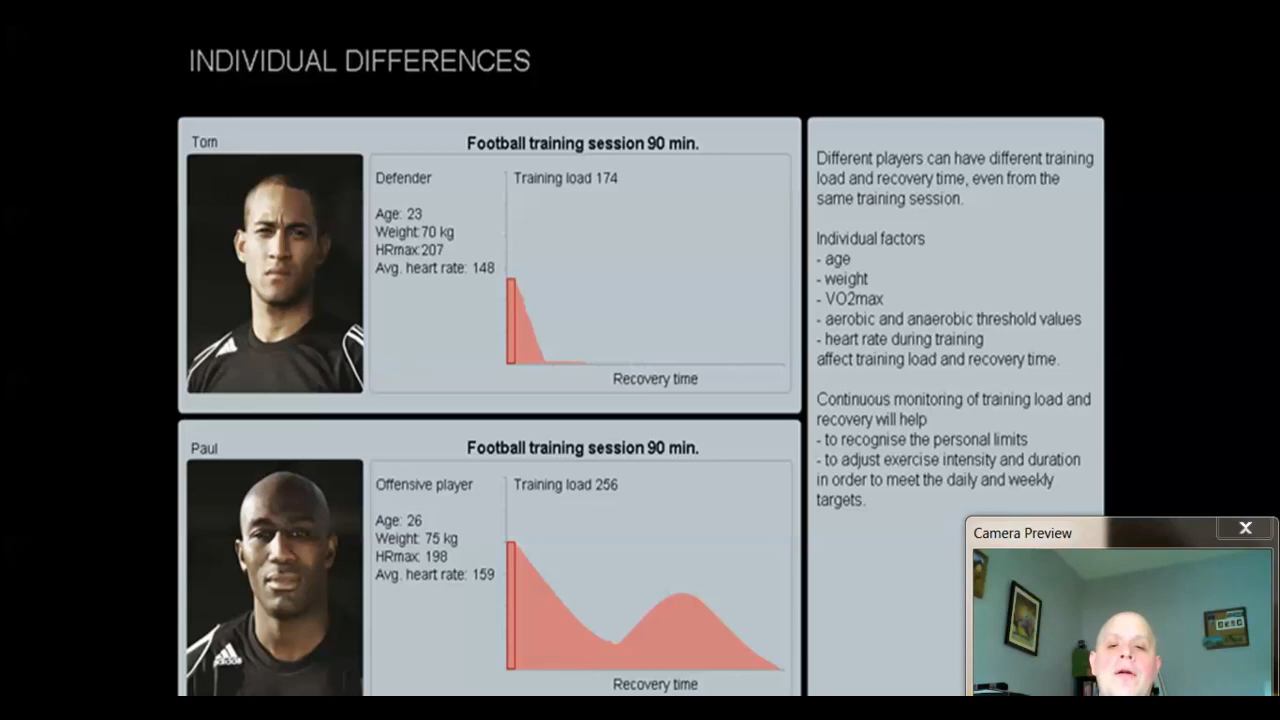 INDIVIDUAL DIFFERENCES
Tom
Football training session 90 min.
Defender
Age: 23
Weight:70 kg
HRmax:207
Avg. heart rate: 148
Training load 174
Recovery time
Paul
Football training session 90 min.
Offensive player
Age: 26
Weight: 75 kg
HRmax: 198
Avg. heart rate: 159
Training load 256
Recovery time
Different players can have different training
load and recovery time, even from the
same training session.
Individual factors
- age
- weight
- VO2max
- aerobic and anaerobic threshold values
- heart rate during training
affect training load and recovery time.
Continuous monitoring of training load and
recovery will help
- to recognise the personal limits
- to adjust exercise intensity and duration
in order to meet the daily and weekly
targets.
Camera Preview